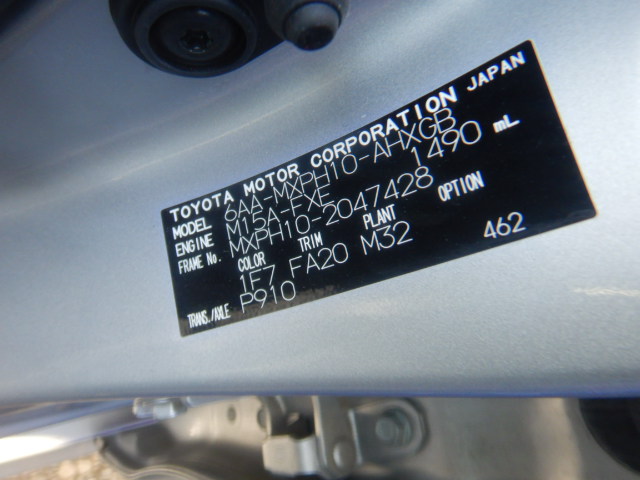 TOYOTA MOTOR CORPORATION JAPAN
MODEL 6AA-MXPH10-AHXGB
ENGINE M15A-FXE 1490 mL
FRAME No. MXPH10-2047428
COLOR TRIM PLANT OPTION
1F7 FA20 M32 462
TRANS./AXLE P910